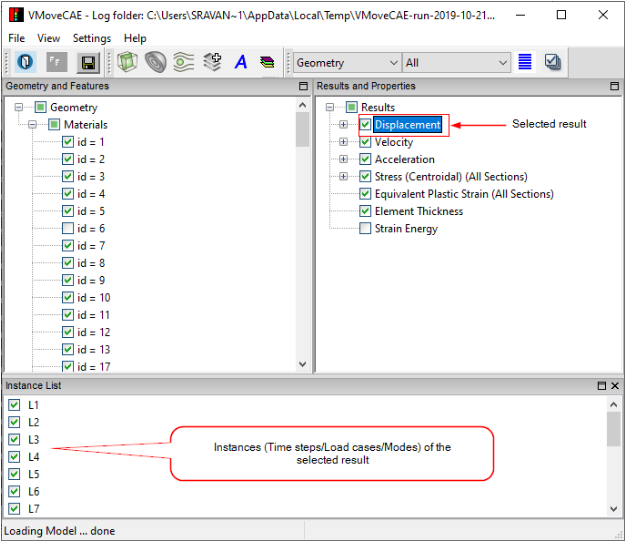 VMoveCAE - Log folder: C:\Users\SRAVAN~1\AppData\Local\Temp\VMoveCAE-run-2019-10-21...
File View Settings Help
Geometry All
Geometry and Features
Geometry
Materials
id = 1
id = 2
id = 3
id = 4
id = 5
id = 6
id = 7
id = 8
id = 9
id = 10
id = 11
id = 12
id = 13
id = 17
Results and Properties
Results
Displacement
Selected result
Velocity
Acceleration
Stress (Centroidal) (All Sections)
Equivalent Plastic Strain (All Sections)
Element Thickness
Strain Energy
Instance List
L1
L2
L3
L4
L5
L6
L7
Instances (Time steps/Load cases/Modes) of the
selected result
Loading Model ... done